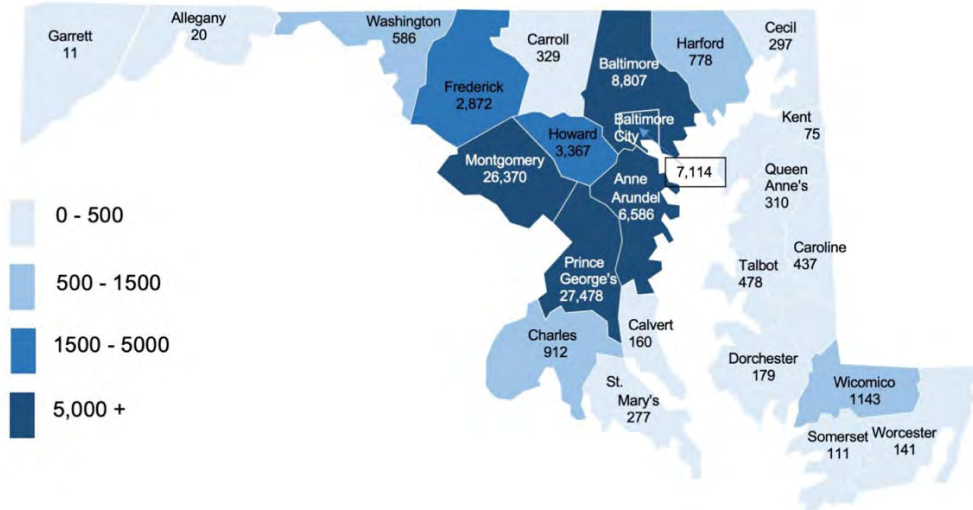 Garrett
11
Allegany
20
Washington
586
Frederick
2,872
Carroll
329
Baltimore
8,807
Harford
778
Cecil
297
Kent
75
Baltimore
City
7,114
Howard
3,367
Montgomery
26,370
Anne
Arundel
6,586
Queen
Anne's
310
Caroline
437
Talbot
478
Prince
George's
27,478
Charles
912
Calvert
160
St.
Mary's
277
Dorchester
179
Wicomico
1143
Somerset
111
Worcester
141
0 - 500
500 - 1500
1500 - 5000
5,000 +